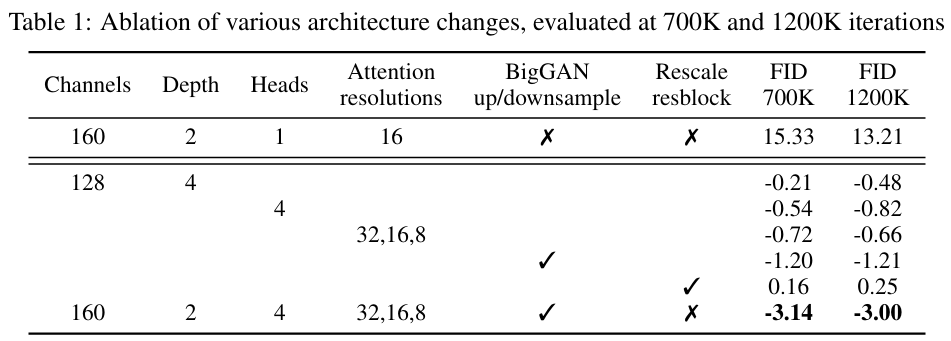 Table 1: Ablation of various architecture changes, evaluated at 700K and 1200K iterations
Channels Depth Heads Attention resolutions BigGAN up/downsample Rescale resblock FID 700K FID 1200K
160 2 1 16 ✗ ✗ 15.33 13.21
128 4 -0.21 -0.48
4 -0.54 -0.82
32,16,8 -0.72 -0.66
✓ -1.20 -1.21
✓ 0.16 0.25
160 2 4 32,16,8 ✓ ✗ -3.14 -3.00